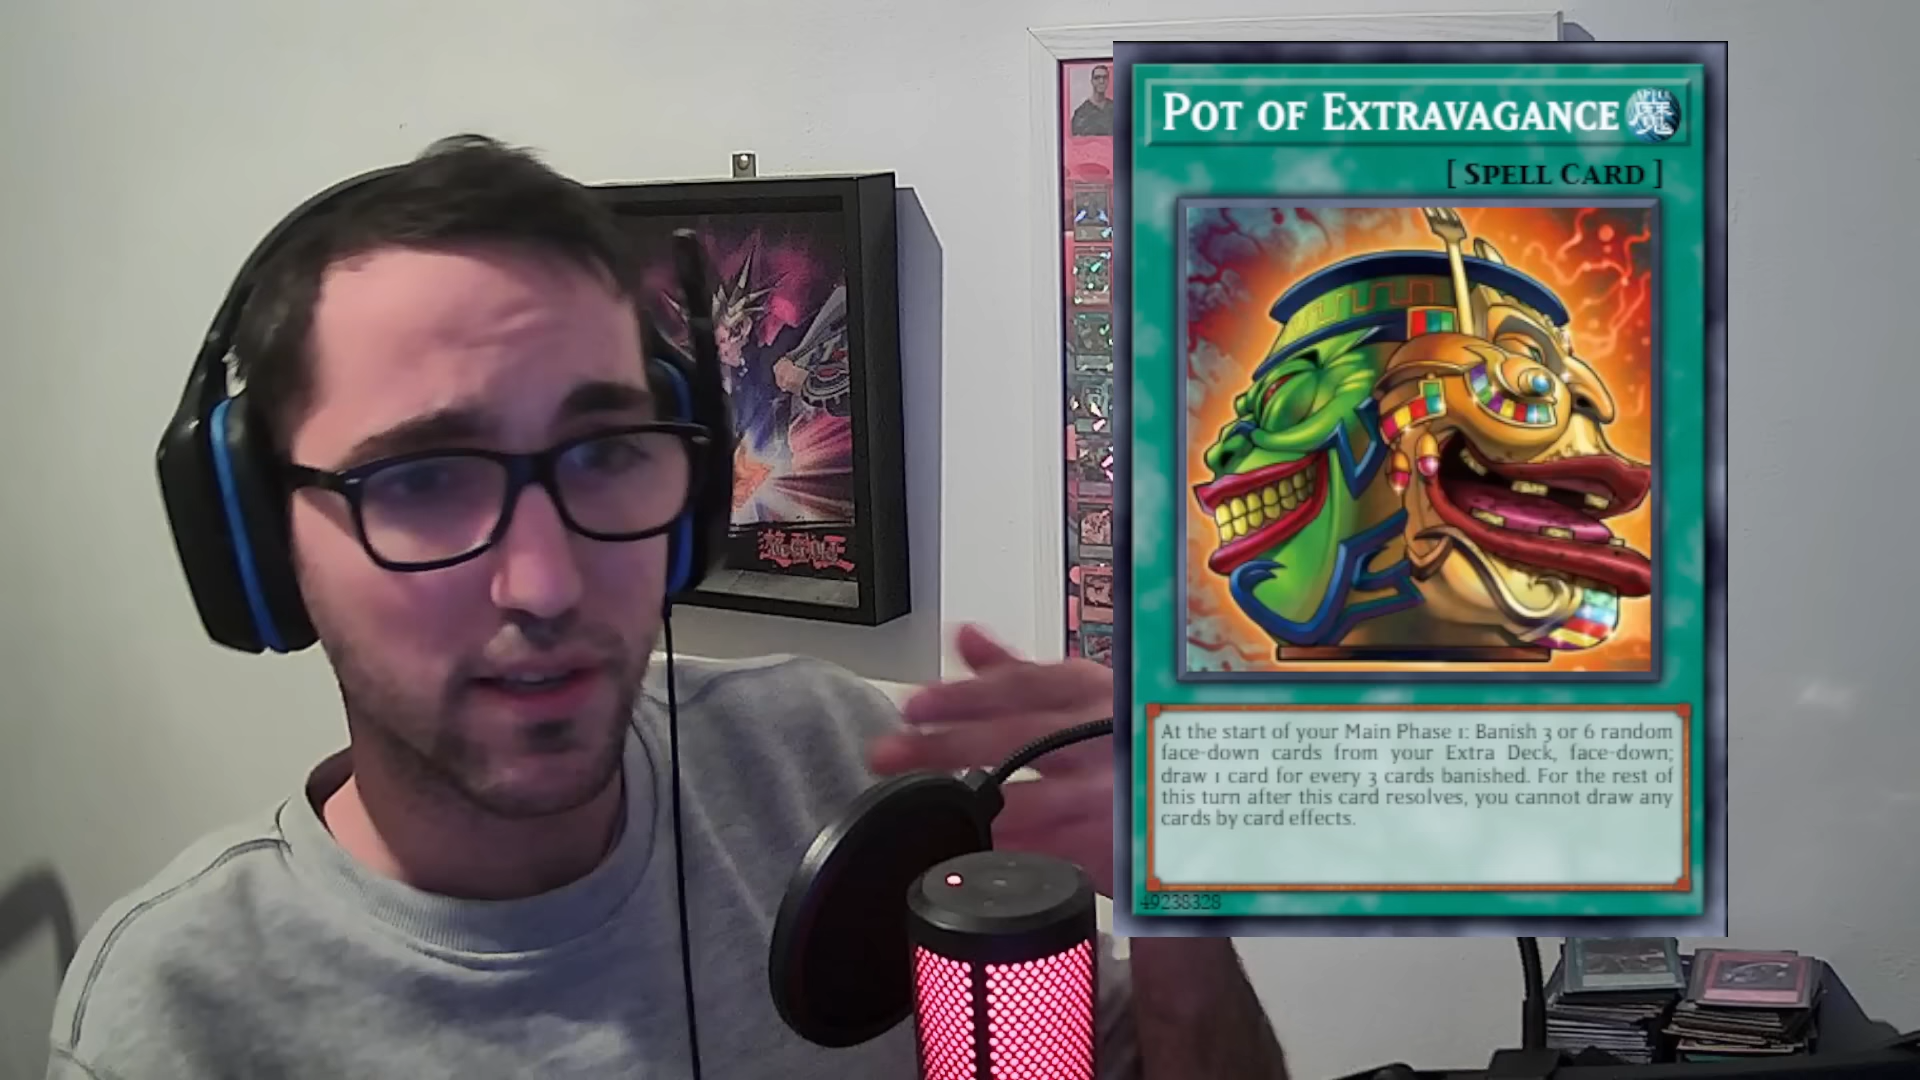 POT OF EXTRAVAGANCE 魔
[ SPELL CARD ]
At the start of your Main Phase 1: Banish 3 or 6 random
face-down cards from your Extra Deck, face-down;
draw 1 card for every 3 cards banished. For the rest of
this turn after this card resolves, you cannot draw any
cards by card effects.
49238328